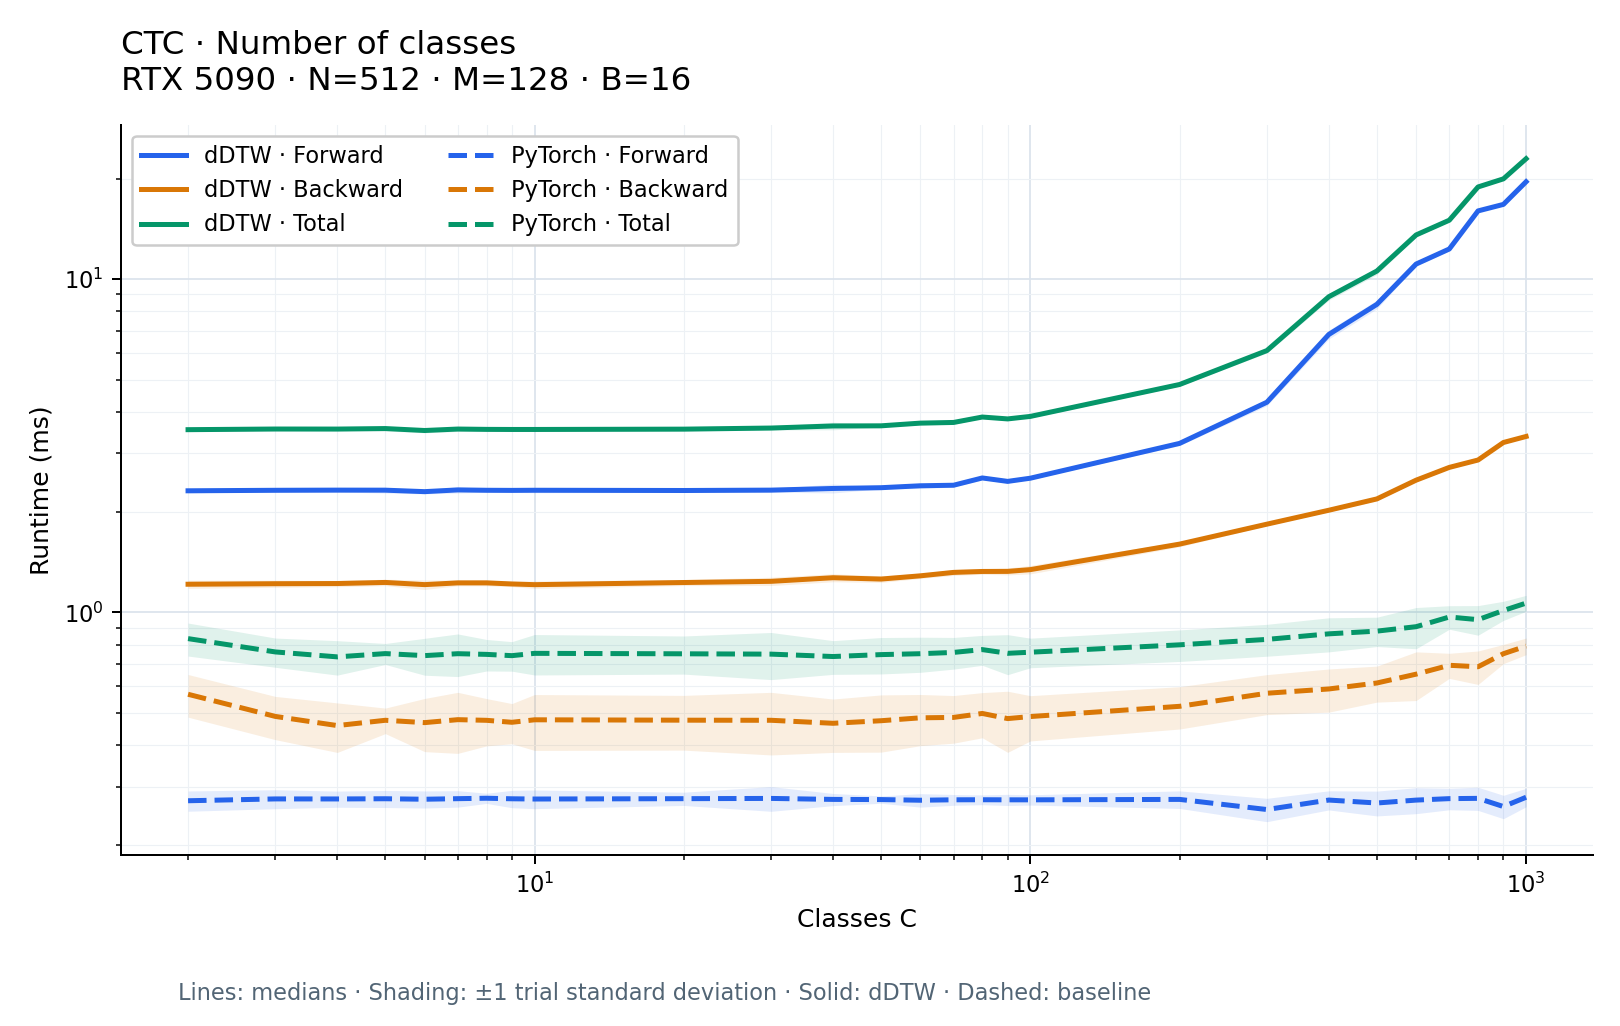 CTC · Number of classes
RTX 5090 · N=512 · M=128 · B=16
dDTW · Forward
dDTW · Backward
dDTW · Total
PyTorch · Forward
PyTorch · Backward
PyTorch · Total
Runtime (ms)
10¹
10⁰
10¹
10²
10³
Classes C
Lines: medians · Shading: ±1 trial standard deviation · Solid: dDTW · Dashed: baseline